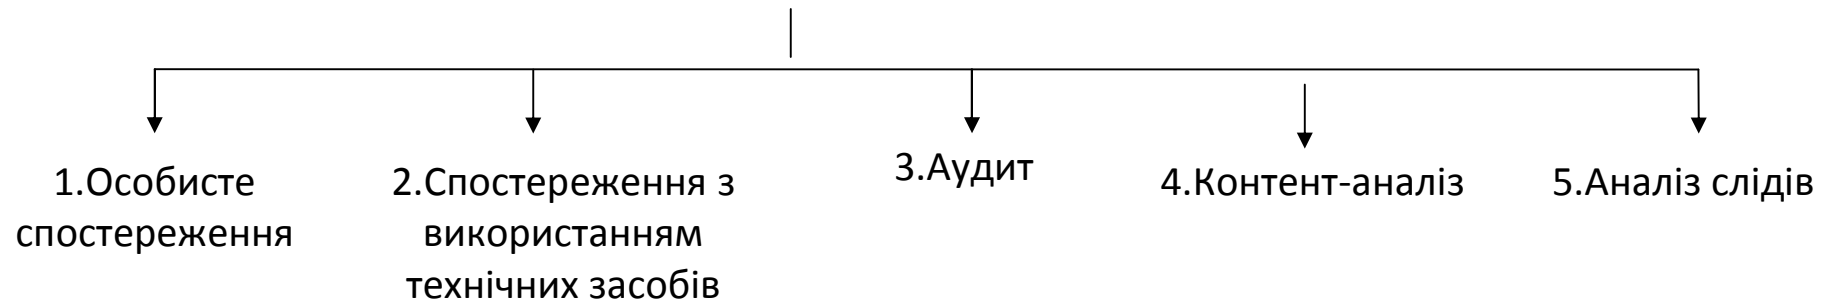 1.Особисте
спостереження
2.Спостереження з
використанням
технічних засобів
3.Аудит
4.Контент-аналіз
5.Аналіз слідів